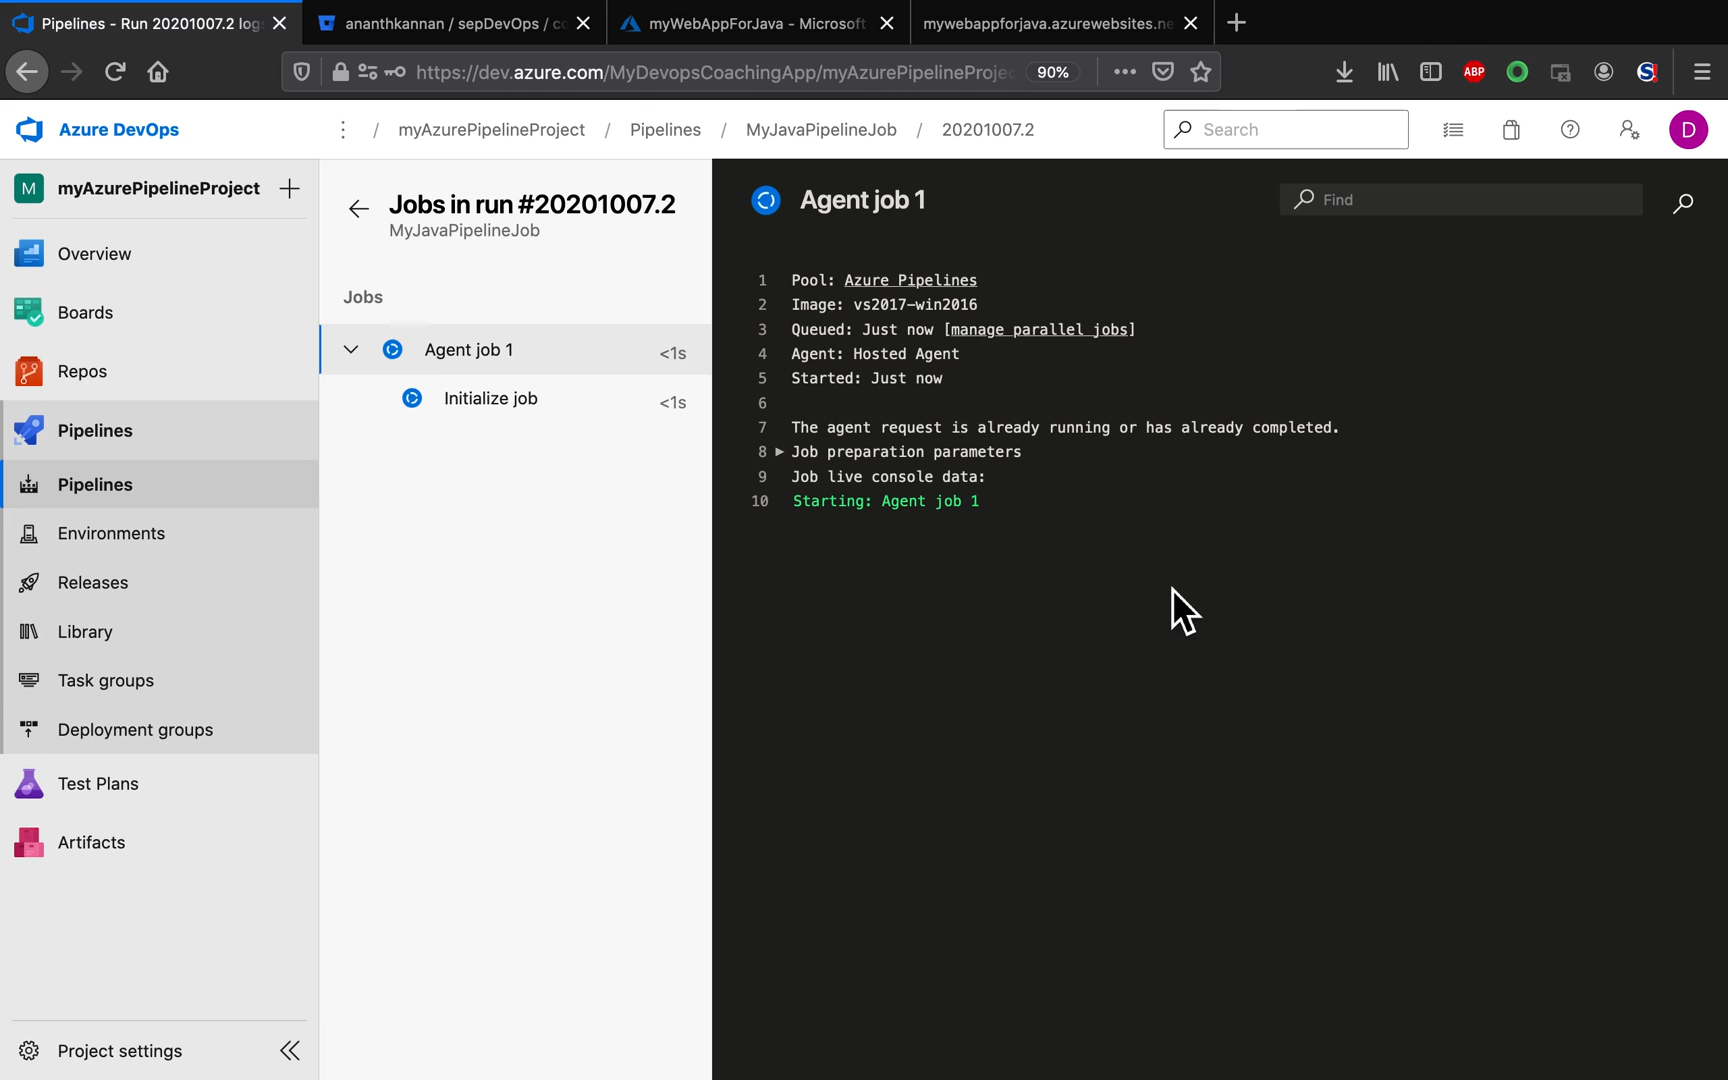 Pipelines - Run 20201007.2 log
ananthkannan / sepDevOps / cc
myWebAppForJava - Microsoft
mywebappforjava.azurewebsites.ne
https://dev.azure.com/MyDevopsCoachingApp/myAzurePipelineProjec
90%
ABP
S!
Azure DevOps
/ myAzurePipelineProject / Pipelines / MyJavaPipelineJob / 20201007.2
Search
D
M myAzurePipelineProject
Overview
Boards
Repos
Pipelines
Pipelines
Environments
Releases
Library
Task groups
Deployment groups
Test Plans
Artifacts
Project settings
Jobs in run #20201007.2
MyJavaPipelineJob
Jobs
Agent job 1 <1s
Initialize job <1s
Agent job 1
Find
1 Pool: Azure Pipelines
2 Image: vs2017-win2016
3 Queued: Just now [manage parallel jobs]
4 Agent: Hosted Agent
5 Started: Just now
6
7 The agent request is already running or has already completed.
8 Job preparation parameters
9 Job live console data:
10 Starting: Agent job 1